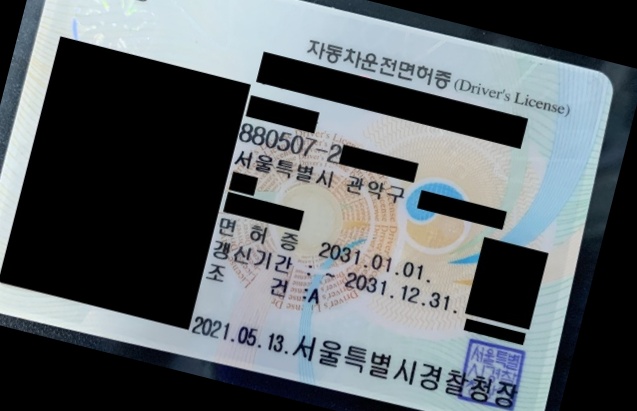 자동차운전면허증 (Driver's License)
880507-2
서울특별시 관악구
면 허 증 2031.01.01.
갱신기간 : ~ 2031.12.31.
조 건 :A
2021.05.13. 서울특별시경찰청장